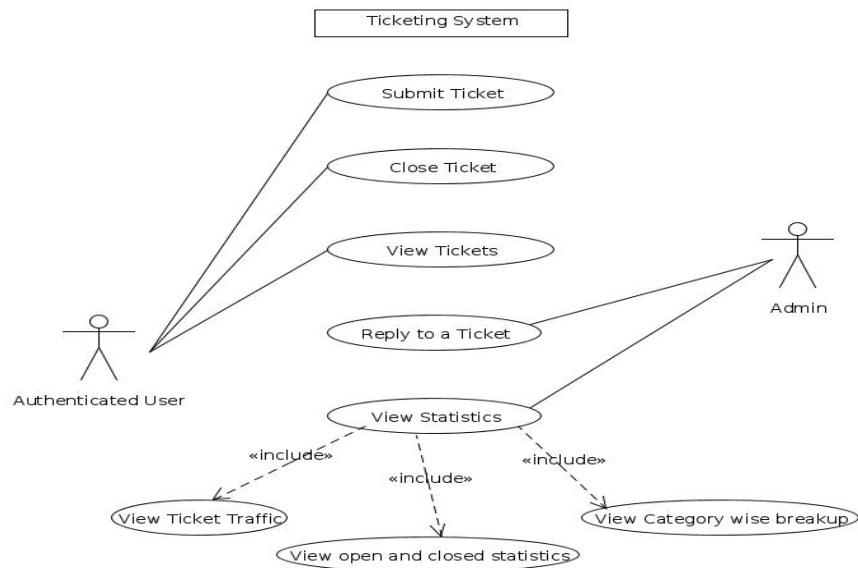 Ticketing System
Submit Ticket
Close Ticket
View Tickets
Admin
Reply to a Ticket
Authenticated User
View Statistics
«include»
«include»
«include»
View Ticket Traffic
View Category wise breakup
View open and closed statistics